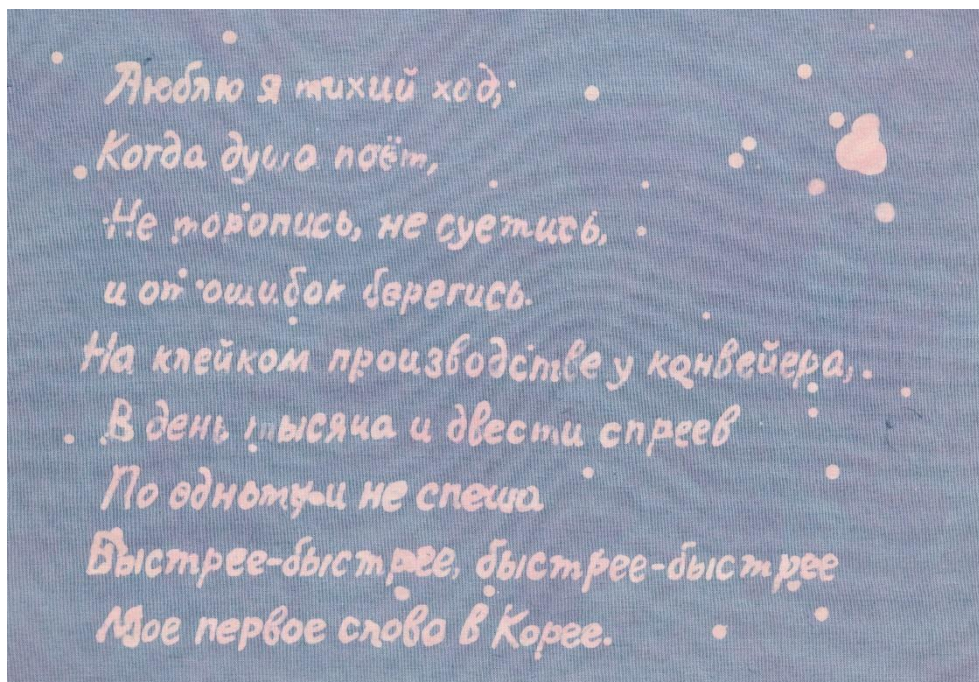 Люблю я тихий ход,
Когда душа поёт,
Не торопись, не суетись,
и от ошибок берегись.
На клейком производстве у конвейера,
В день тысяча и двести спреев
По одному и не спеша
Быстрее-быстрее, быстрее-быстрее
Мое первое слово в Корее.